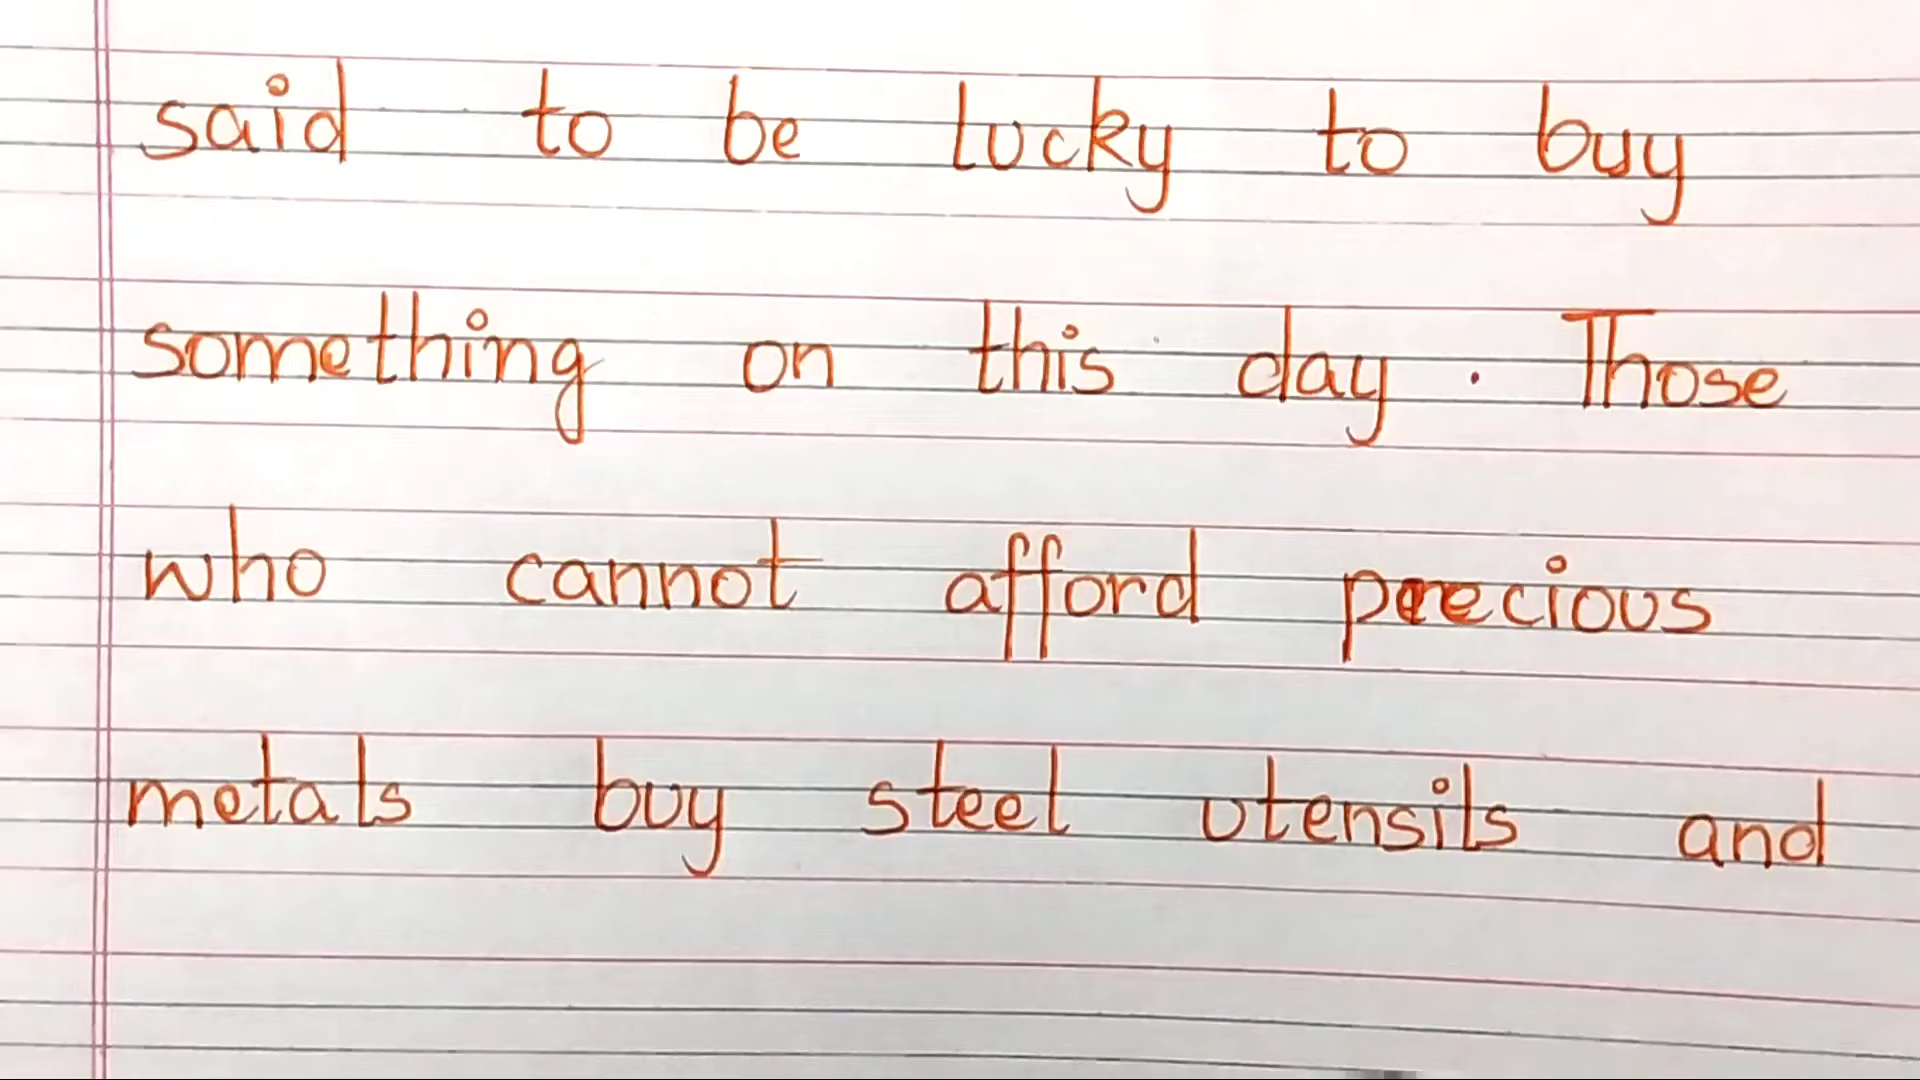 said to be lucky to buy
something on this day. Those
who cannot afford precious
metals buy steel utensils and